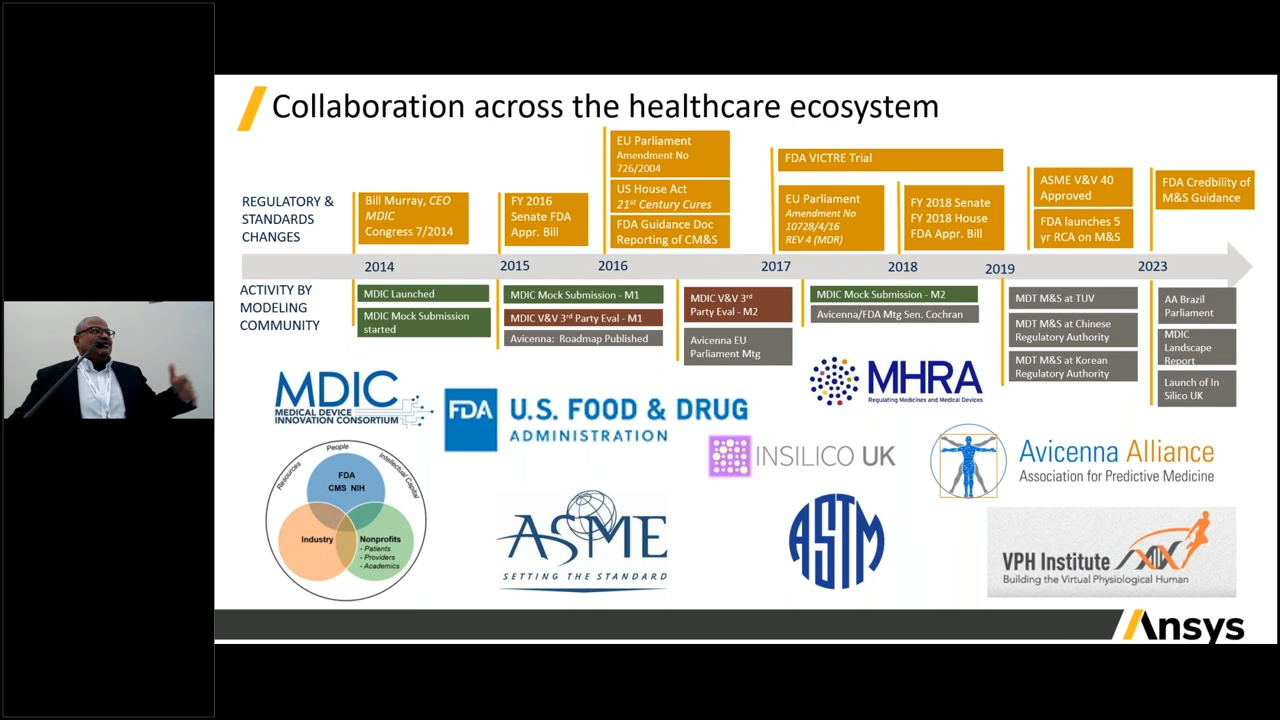 Collaboration across the healthcare ecosystem
REGULATORY &
STANDARDS
CHANGES
Bill Murray, CEO
MDIC
Congress 7/2014
FY 2016
Senate FDA
Appr. Bill
EU Parliament
Amendment No
726/2004
US House Act
21st Century Cures
FDA Guidance Doc
Reporting of CM&S
FDA VICTRE Trial
EU Parliament
Amendment No
10728/4/16
REV 4 (MDR)
FY 2018 Senate
FY 2018 House
FDA Appr. Bill
ASME V&V 40
Approved
FDA launches 5
yr RCA on M&S
FDA Credbility of
M&S Guidance
2014
2015
2016
2017
2018
2019
2023
ACTIVITY BY
MODELING
COMMUNITY
MDIC Launched
MDIC Mock Submission
started
MDIC Mock Submission - M1
MDIC V&V 3rd Party Eval - M1
Avicenna: Roadmap Published
MDIC V&V 3rd
Party Eval - M2
Avicenna EU
Parliament Mtg
MDIC Mock Submission - M2
Avicenna/FDA Mtg Sen. Cochran
MDT M&S at TUV
MDT M&S at Chinese
Regulatory Authority
MDT M&S at Korean
Regulatory Authority
AA Brazil
Parliament
MDIC
Landscape
Report
Launch of In
Silico UK
MDIC
MEDICAL DEVICE
INNOVATION CONSORTIUM
FDA
U.S. FOOD & DRUG
ADMINISTRATION
MHRA
Regulating Medicines and Medical Devices
INSILICO UK
Avicenna Alliance
Association for Predictive Medicine
People
Resources
Intellectual Capital
FDA
CMS NIH
Industry
Nonprofits
- Patients
- Providers
- Academics
ASME
SETTING THE STANDARD
ASTM
VPH Institute
Building the Virtual Physiological Human
Ansys